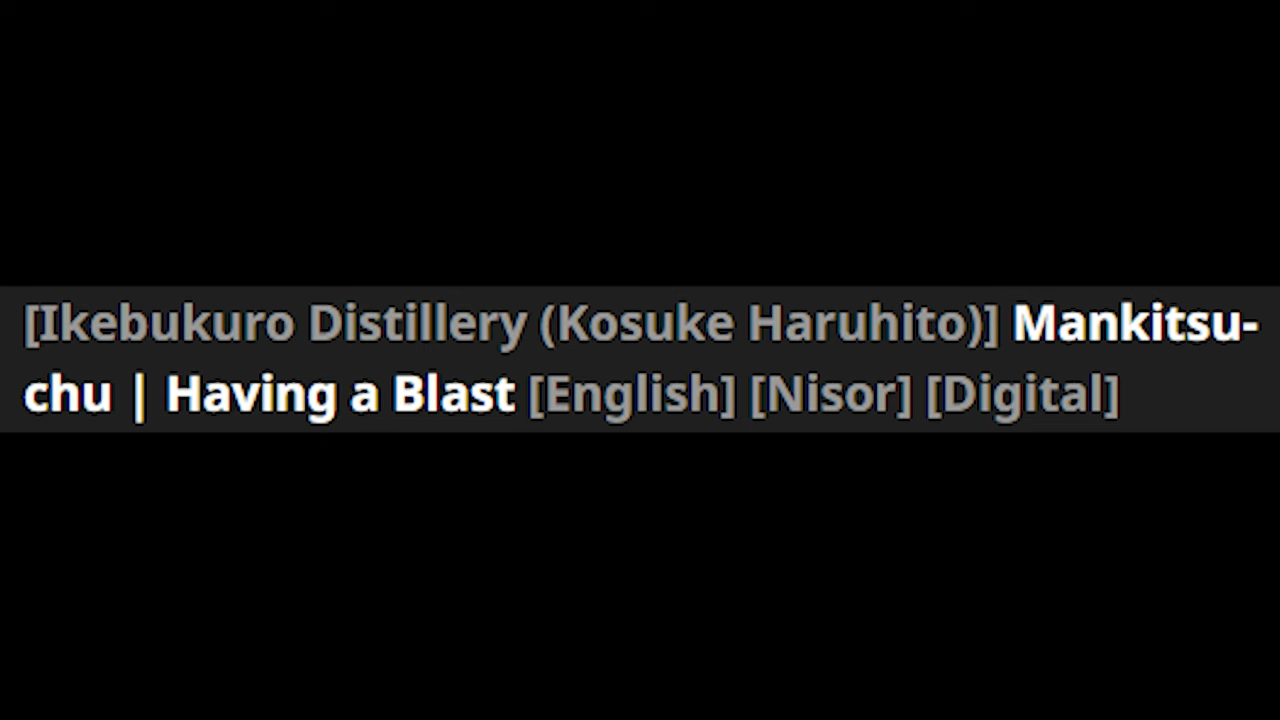 [Ikebukuro Distillery (Kosuke Haruhito)] Mankitsu-
chu | Having a Blast [English] [Nisor] [Digital]